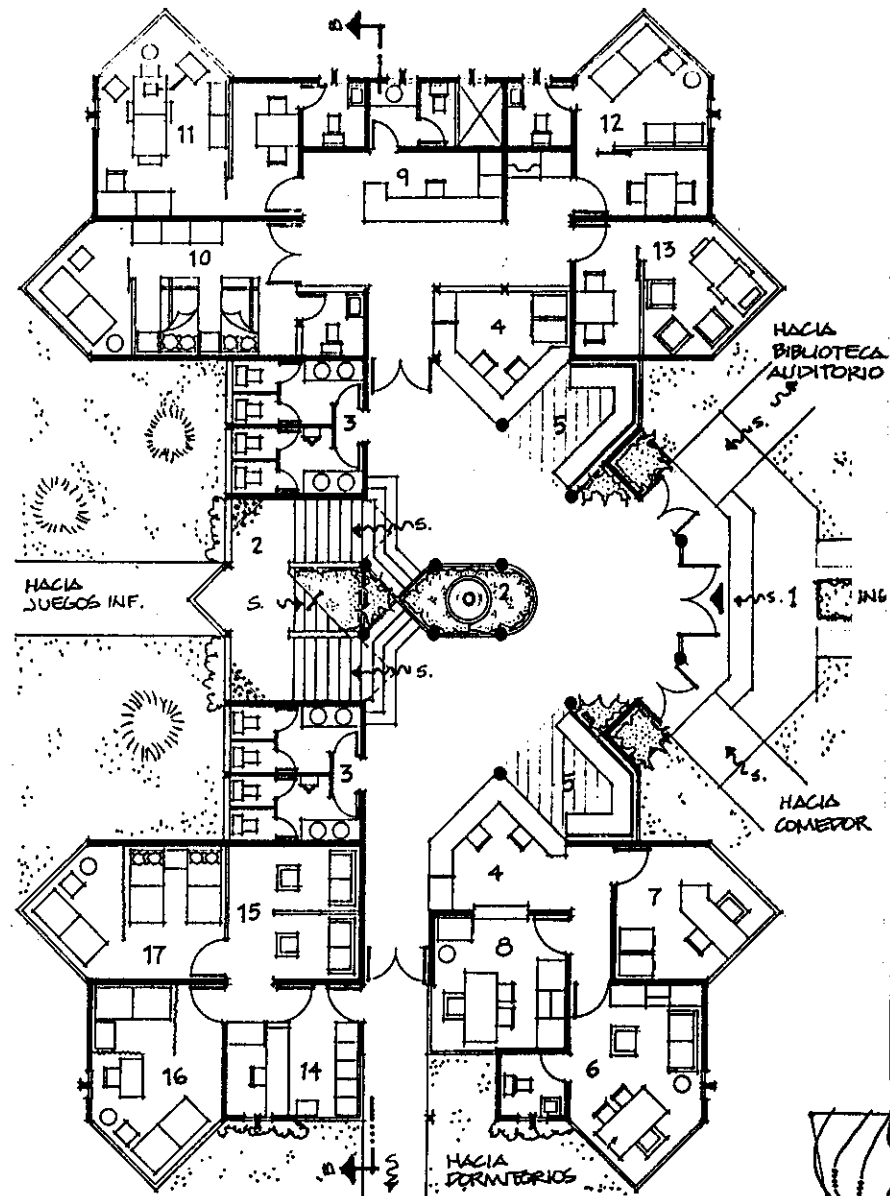 B
11
12
9
10
13
4
HACIA
BIBLIOTECA
AUDITORIO
3
5
S.
2
S.
HACIA
JUEGOS INF.
S.
2
S. 1
ING
S.
3
5
S.
HACIA
COMEDOR
4
15
7
17
8
16
14
6
B
S
HACIA
DORMITORIOS